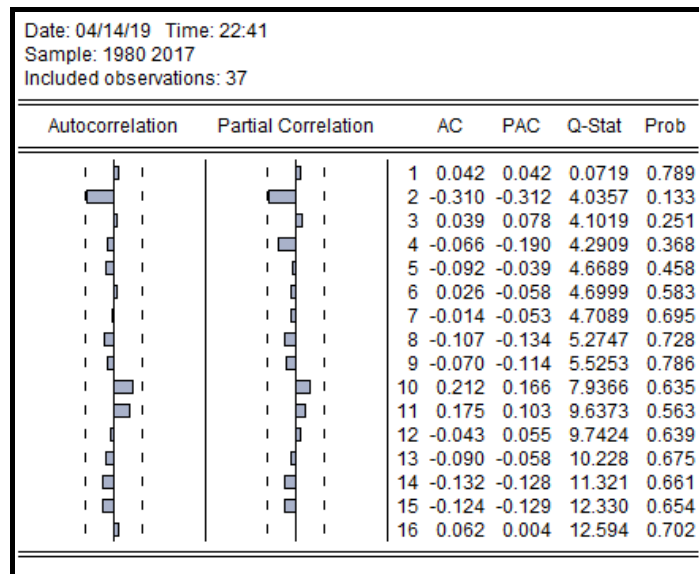 Date: 04/14/19 Time: 22:41
Sample: 1980 2017
Included observations: 37
Autocorrelation Partial Correlation AC PAC Q-Stat Prob
1 0.042 0.042 0.0719 0.789
2 -0.310 -0.312 4.0357 0.133
3 0.039 0.078 4.1019 0.251
4 -0.066 -0.190 4.2909 0.368
5 -0.092 -0.039 4.6689 0.458
6 0.026 -0.058 4.6999 0.583
7 -0.014 -0.053 4.7089 0.695
8 -0.107 -0.134 5.2747 0.728
9 -0.070 -0.114 5.5253 0.786
10 0.212 0.166 7.9366 0.635
11 0.175 0.103 9.6373 0.563
12 -0.043 0.055 9.7424 0.639
13 -0.090 -0.058 10.228 0.675
14 -0.132 -0.128 11.321 0.661
15 -0.124 -0.129 12.330 0.654
16 0.062 0.004 12.594 0.702